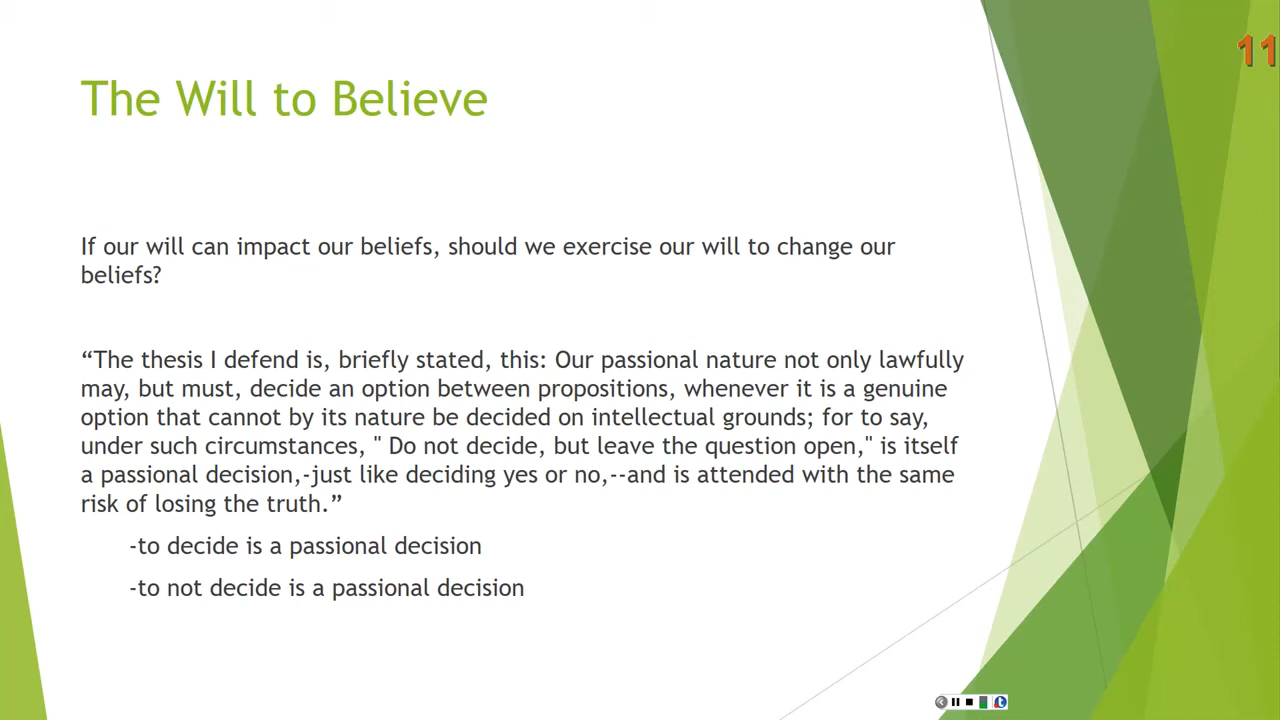 11
The Will to Believe
If our will can impact our beliefs, should we exercise our will to change our
beliefs?
“The thesis I defend is, briefly stated, this: Our passional nature not only lawfully
may, but must, decide an option between propositions, whenever it is a genuine
option that cannot by its nature be decided on intellectual grounds; for to say,
under such circumstances, " Do not decide, but leave the question open," is itself
a passional decision,-just like deciding yes or no,--and is attended with the same
risk of losing the truth.”
-to decide is a passional decision
-to not decide is a passional decision